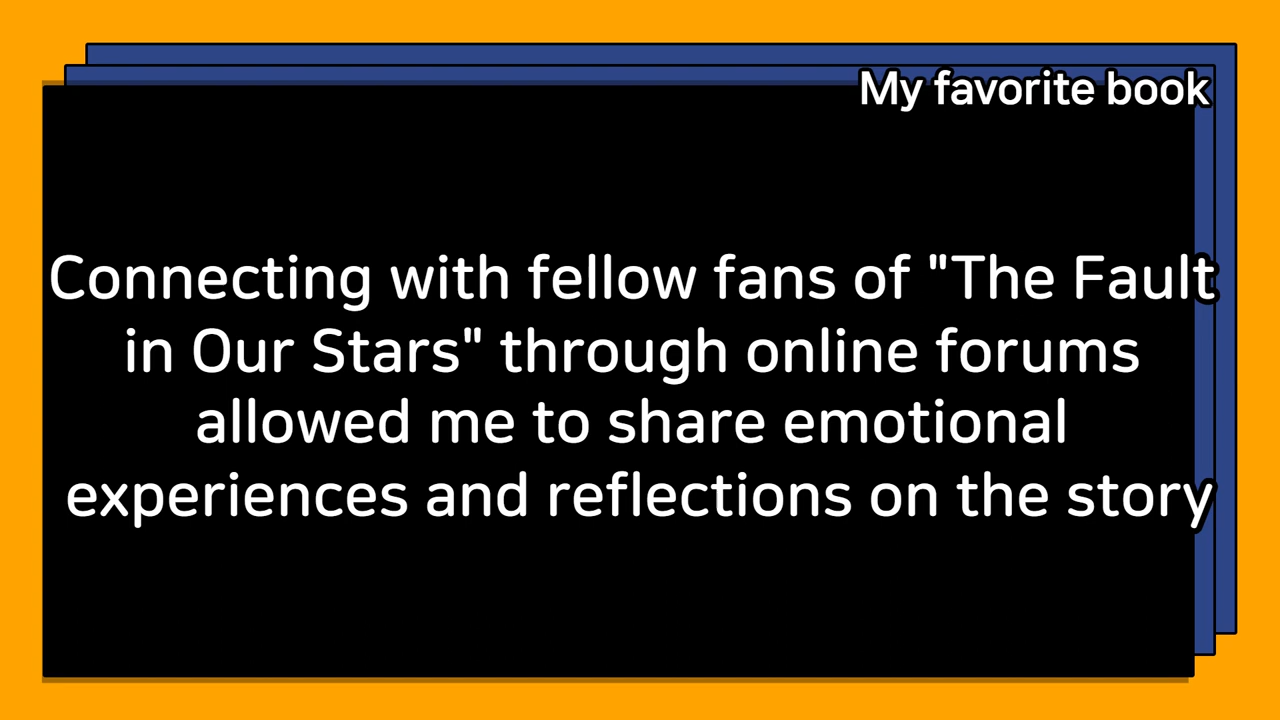 My favorite book
Connecting with fellow fans of "The Fault
in Our Stars" through online forums
allowed me to share emotional
experiences and reflections on the story